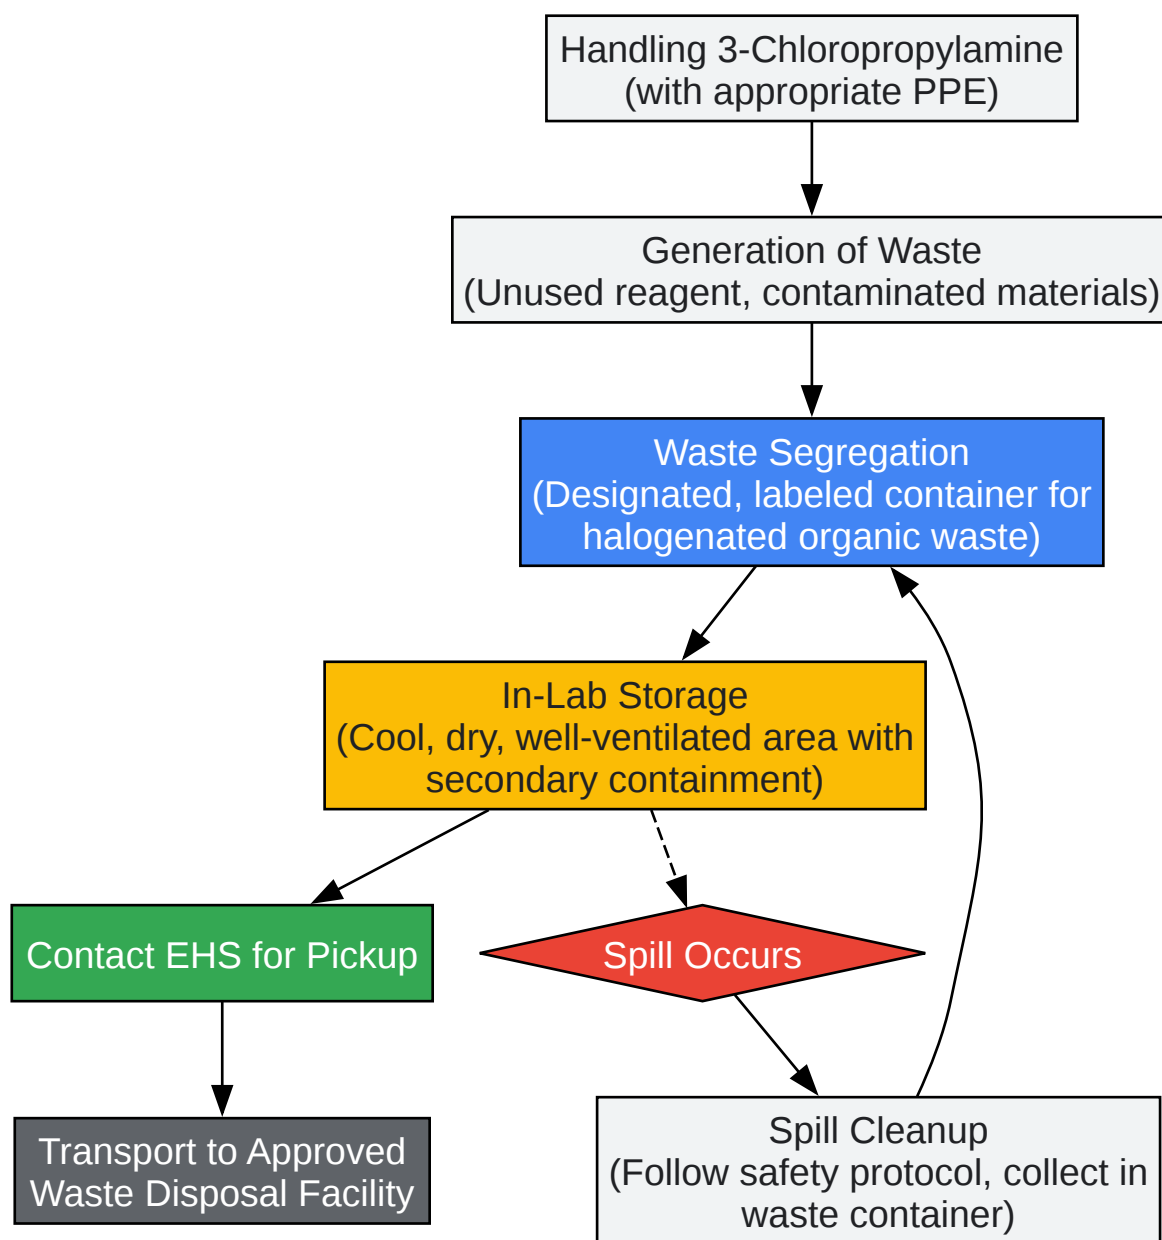 Handling 3-Chloropropylamine
(with appropriate PPE)
Generation of Waste
(Unused reagent, contaminated materials)
Waste Segregation
(Designated, labeled container for
halogenated organic waste)
In-Lab Storage
(Cool, dry, well-ventilated area with
secondary containment)
Contact EHS for Pickup
Spill Occurs
Transport to Approved
Waste Disposal Facility
Spill Cleanup
(Follow safety protocol, collect in
waste container)